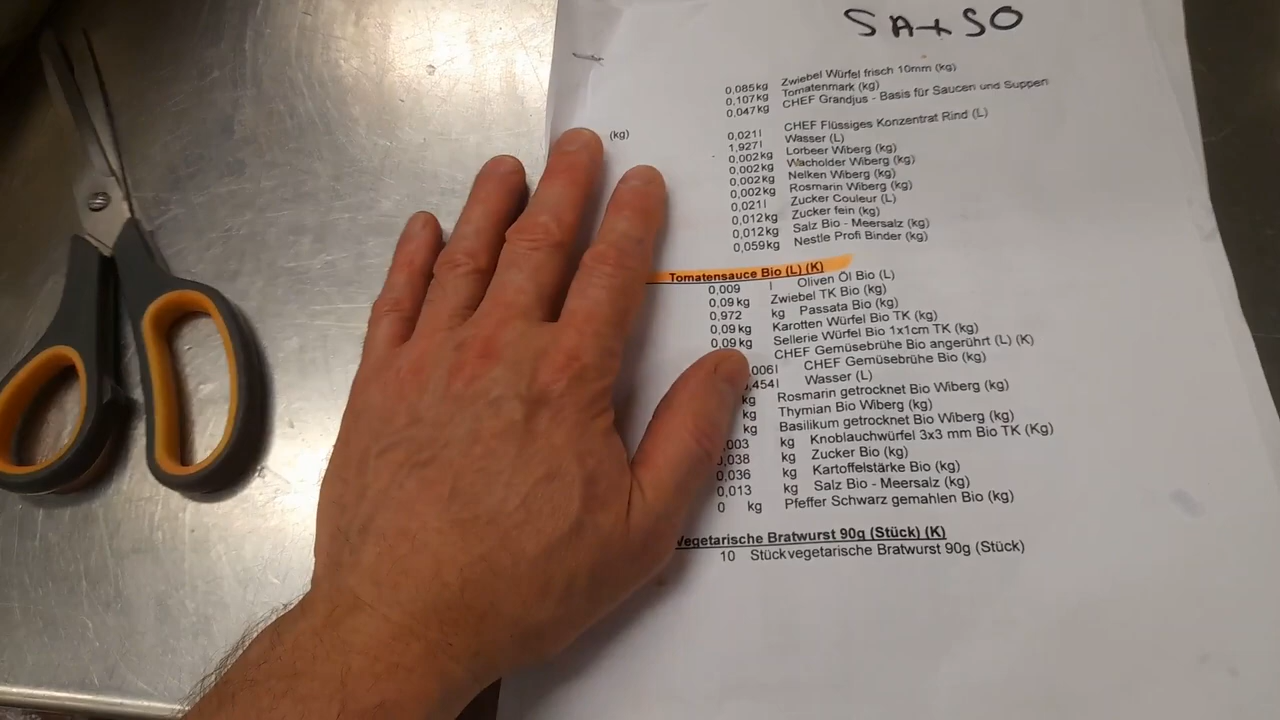 SA+SO
0,085kg Zwiebel Würfel frisch 10mm (kg)
0,107kg Tomatenmark (kg)
0,047kg CHEF Grandjus - Basis für Saucen und Suppen
(kg)
0,021l CHEF Flüssiges Konzentrat Rind (L)
1,927l Wasser (L)
0,002kg Lorbeer Wiberg (kg)
0,002kg Wacholder Wiberg (kg)
0,002kg Nelken Wiberg (kg)
0,002kg Rosmarin Wiberg (kg)
0,021l Zucker Couleur (L)
0,012kg Zucker fein (kg)
0,012kg Salz Bio - Meersalz (kg)
0,059kg Nestle Profi Binder (kg)
Tomatensauce Bio (L) (K)
0,009 l Oliven Öl Bio (L)
0,09 kg Zwiebel TK Bio (kg)
0,972 kg Passata Bio (kg)
0,09 kg Karotten Würfel Bio TK (kg)
0,09 kg Sellerie Würfel Bio 1x1cm TK (kg)
CHEF Gemüsebrühe Bio angerührt (L) (K)
006l CHEF Gemüsebrühe Bio (kg)
,454l Wasser (L)
kg Rosmarin getrocknet Bio Wiberg (kg)
kg Thymian Bio Wiberg (kg)
kg Basilikum getrocknet Bio Wiberg (kg)
,003 kg Knoblauchwürfel 3x3 mm Bio TK (Kg)
,038 kg Zucker Bio (kg)
0,036 kg Kartoffelstärke Bio (kg)
0,013 kg Salz Bio - Meersalz (kg)
0 kg Pfeffer Schwarz gemahlen Bio (kg)
Vegetarische Bratwurst 90g (Stück) (K)
10 Stückvegetarische Bratwurst 90g (Stück)